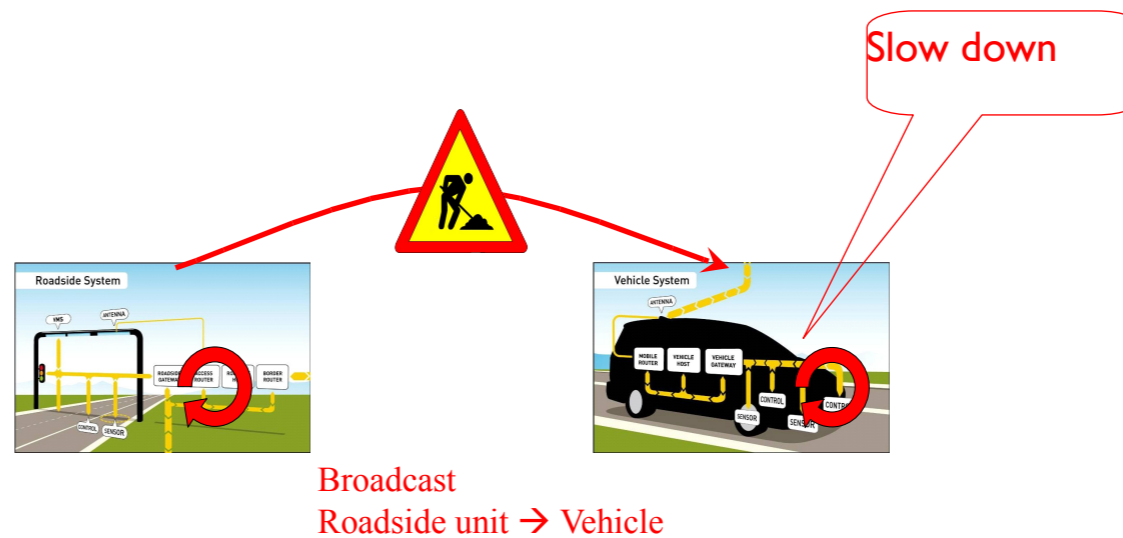 Slow down
Roadside System
VMS
ANTENNA
ROADSIDE
GATEWAY
ACCESS
ROUTER
BORDER
ROUTER
CONTROL
SENSOR
Vehicle System
ANTENNA
MOBILE
ROUTER
VEHICLE
HOST
VEHICLE
GATEWAY
SENSOR
CONTROL
Broadcast
Roadside unit → Vehicle